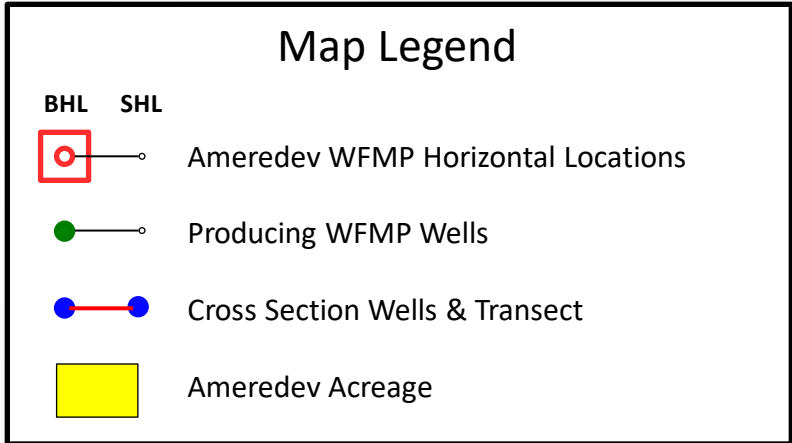 Map Legend
BHL SHL
Ameredev WFMP Horizontal Locations
Producing WFMP Wells
Cross Section Wells & Transect
Ameredev Acreage